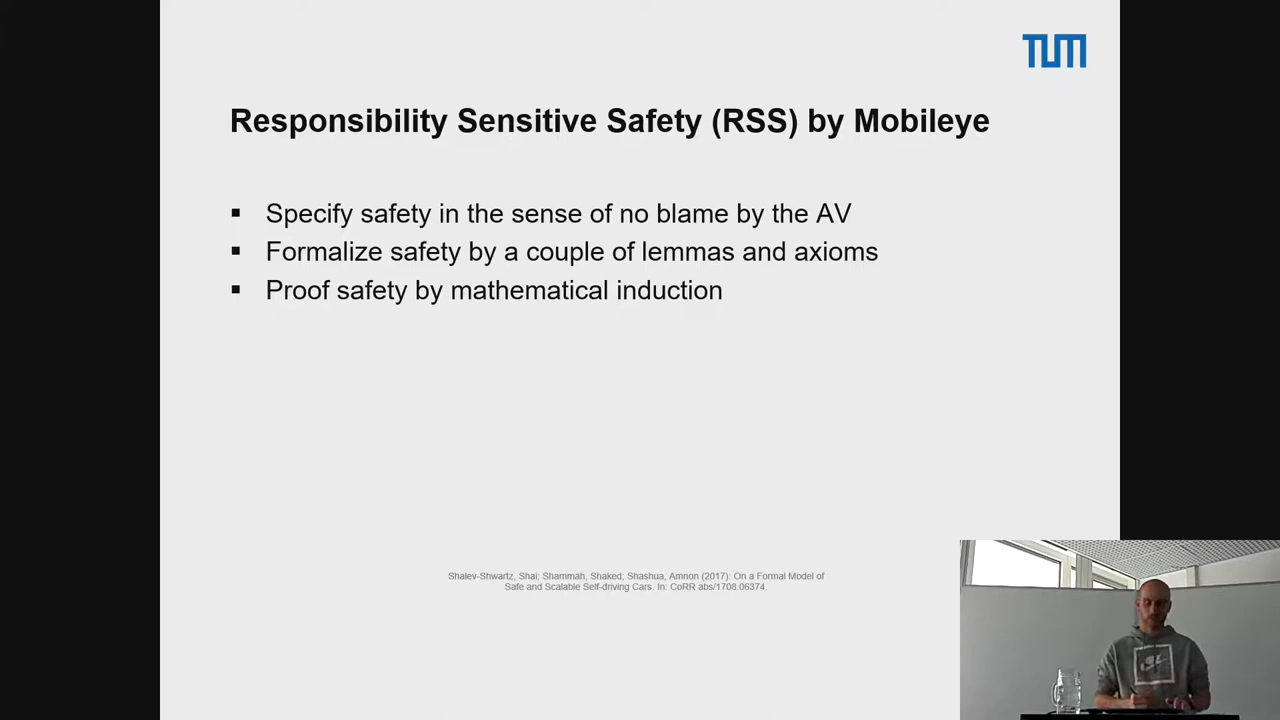 TUM
Responsibility Sensitive Safety (RSS) by Mobileye
▪ Specify safety in the sense of no blame by the AV
▪ Formalize safety by a couple of lemmas and axioms
▪ Proof safety by mathematical induction
Shalev-Shwartz, Shai; Shammah, Shaked; Shashua, Amnon (2017): On a Formal Model of
Safe and Scalable Self-driving Cars. In: CoRR abs/1708.06374.